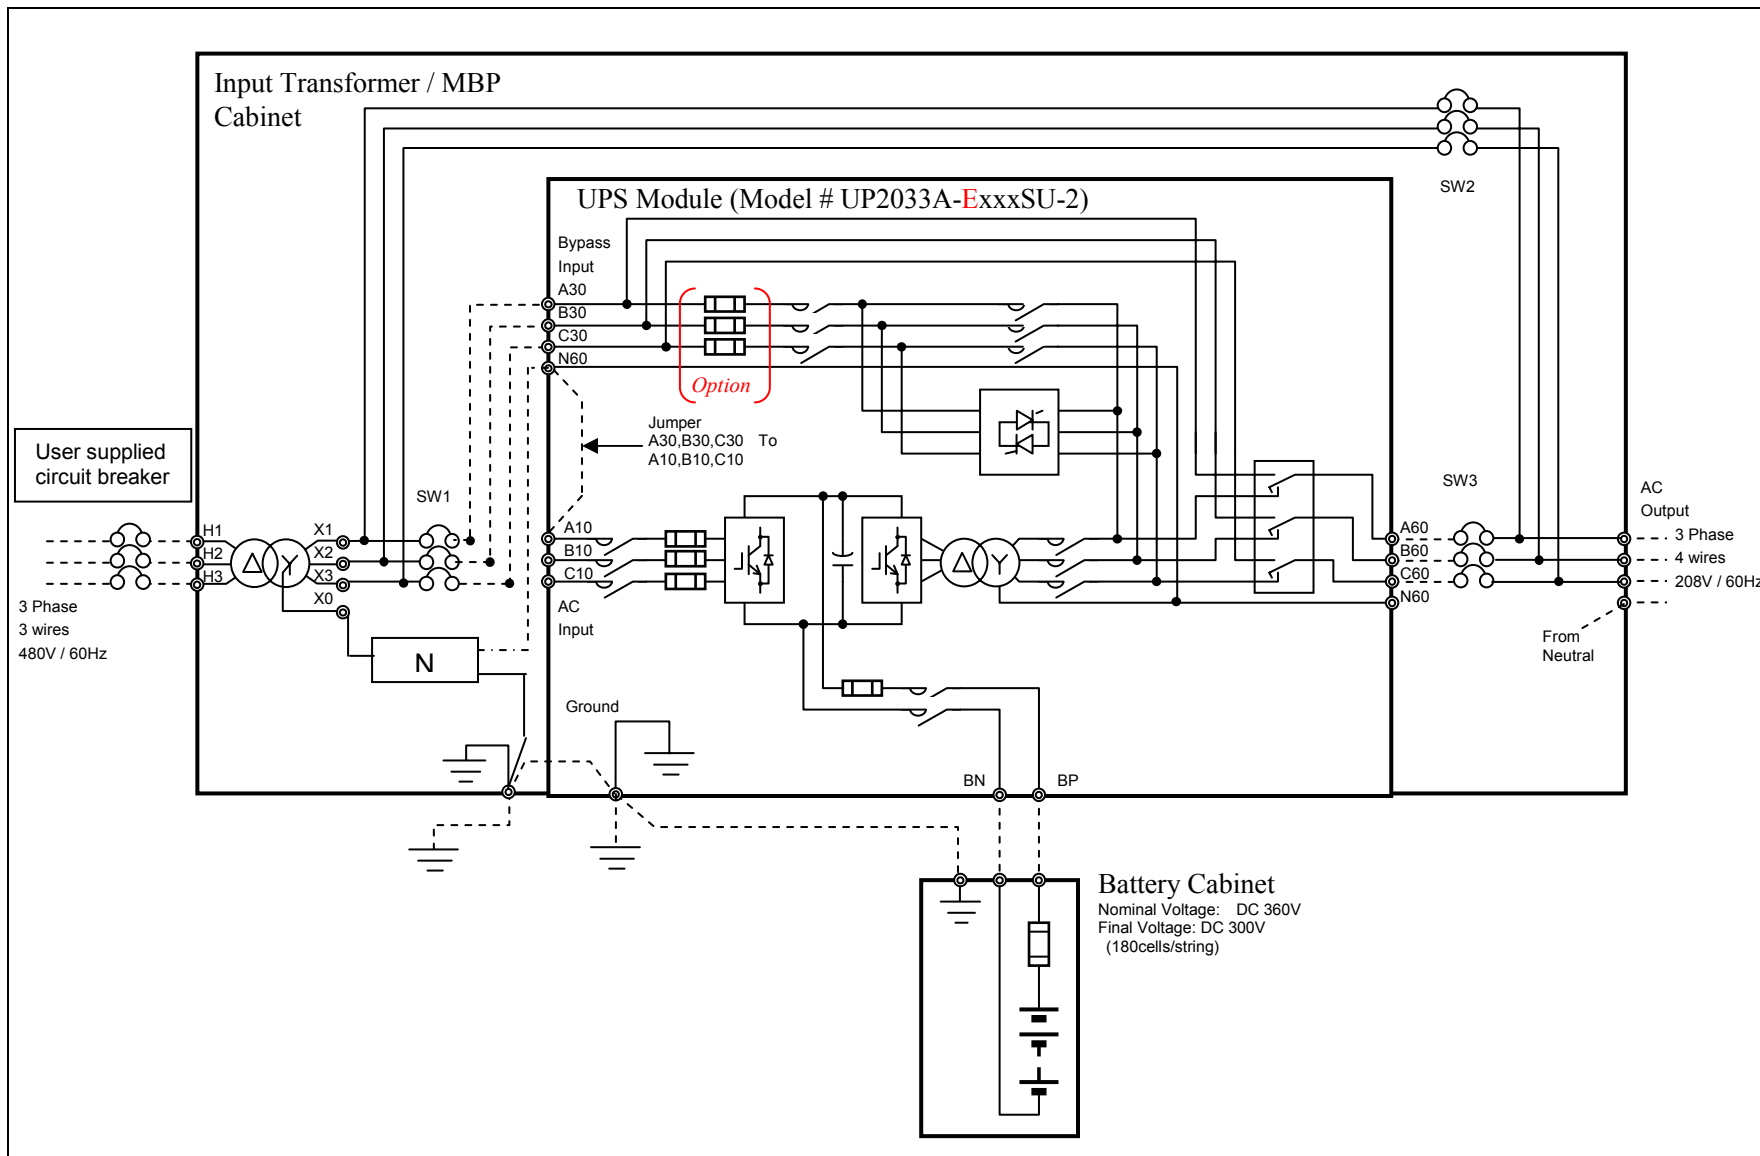 Input Transformer / MBP
Cabinet
SW2
UPS Module (Model # UP2033A-ExxxSU-2)
Bypass
Input
A30
B30
C30
N60
Option
Jumper
A30,B30,C30 To
A10,B10,C10
User supplied
circuit breaker
SW1
SW3
AC
Output
3 Phase
4 wires
208V / 60Hz
H1
H2
H3
X1
X2
X3
X0
A10
B10
C10
AC
Input
A60
B60
C60
N60
3 Phase
3 wires
480V / 60Hz
N
From
Neutral
Ground
BN
BP
Battery Cabinet
Nominal Voltage: DC 360V
Final Voltage: DC 300V
(180cells/string)